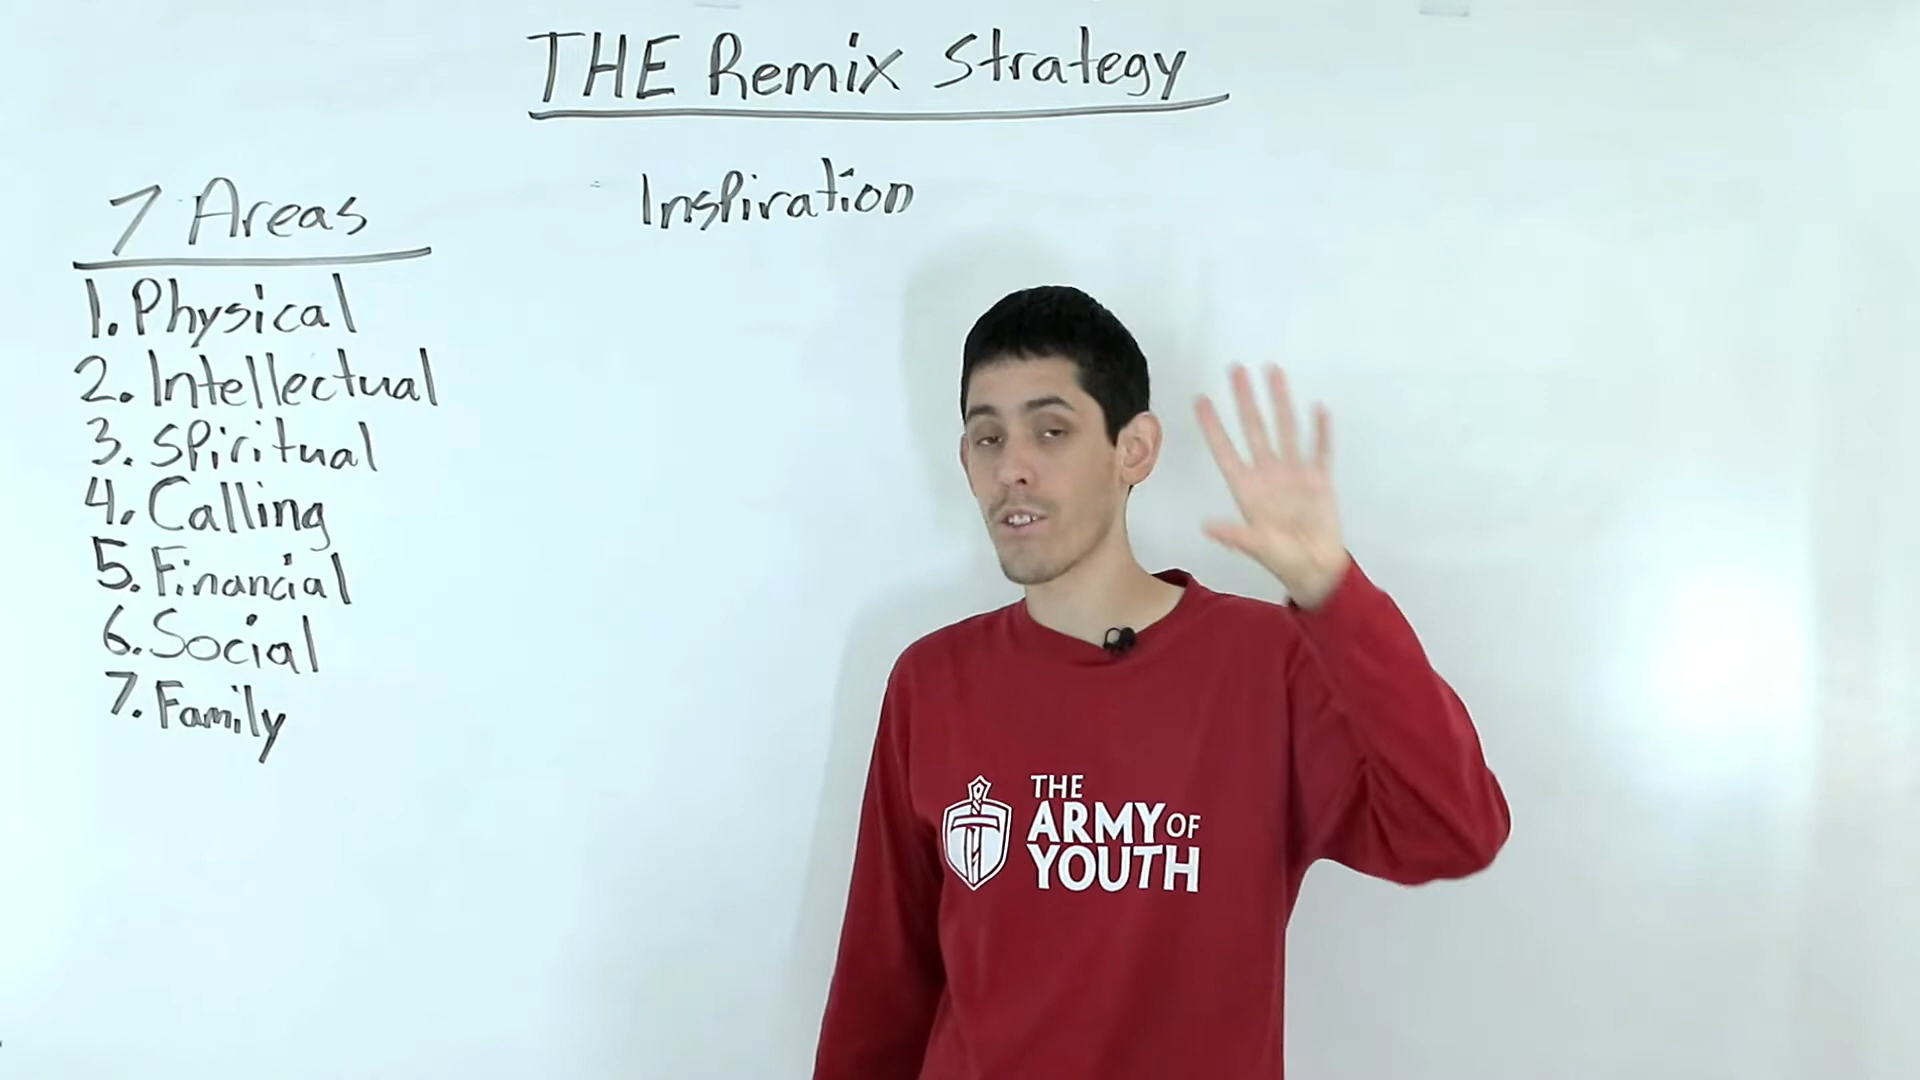 THE Remix Strategy
Inspiration
7 Areas
1. Physical
2. Intellectual
3. Spiritual
4. Calling
5. Financial
6. Social
7. Family
THE
ARMY OF
YOUTH